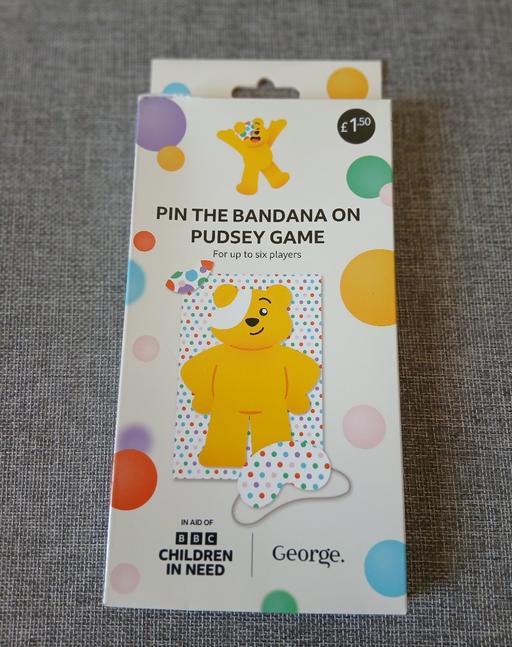 £1.50
PIN THE BANDANA ON
PUDSEY GAME
For up to six players
IN AID OF
BBC
CHILDREN
IN NEED
George.